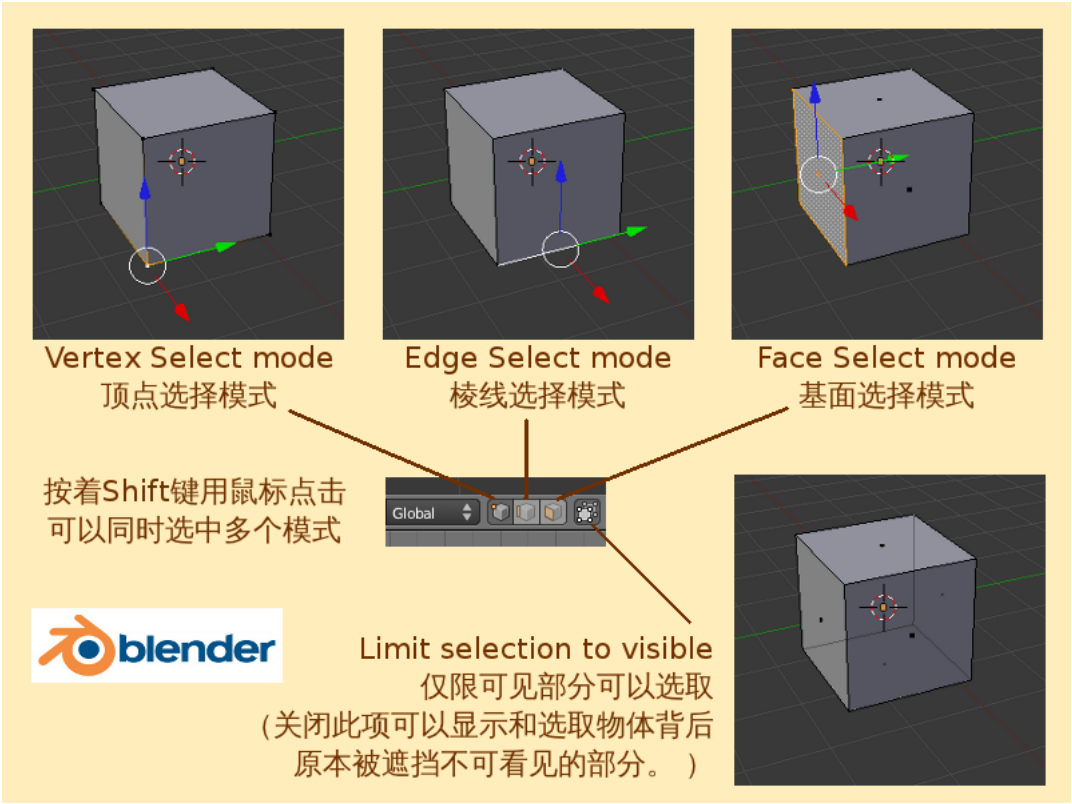 Vertex Select mode
顶点选择模式
Edge Select mode
棱线选择模式
Face Select mode
基面选择模式
按着Shift键用鼠标点击
可以同时选中多个模式
Global
blender
Limit selection to visible
仅限可见部分可以选取
（关闭此项可以显示和选取物体背后
原本被遮挡不可看见的部分。 ）